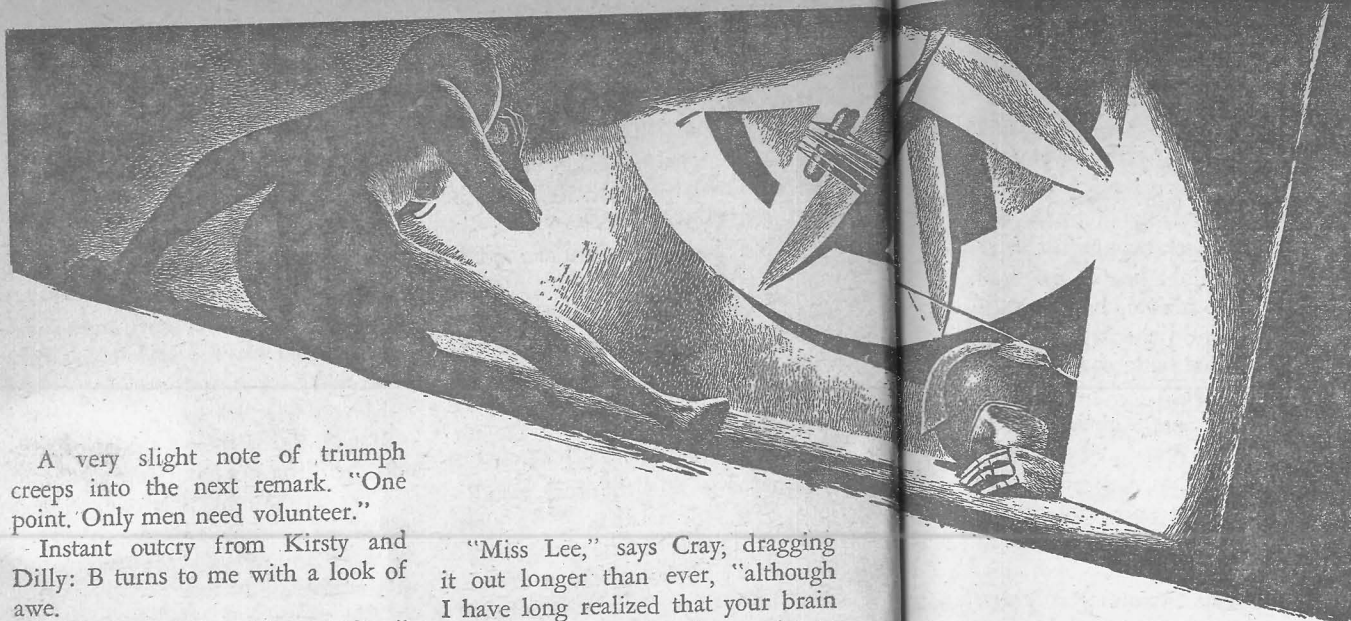 A very slight note of triumph
creeps into the next remark. "One
point. Only men need volunteer."
Instant outcry from Kirsty and
Dilly: B turns to me with a look of
awe.
"Miss Lee," says Cray, dragging
it out longer than ever, "although
I have long realized that your brain